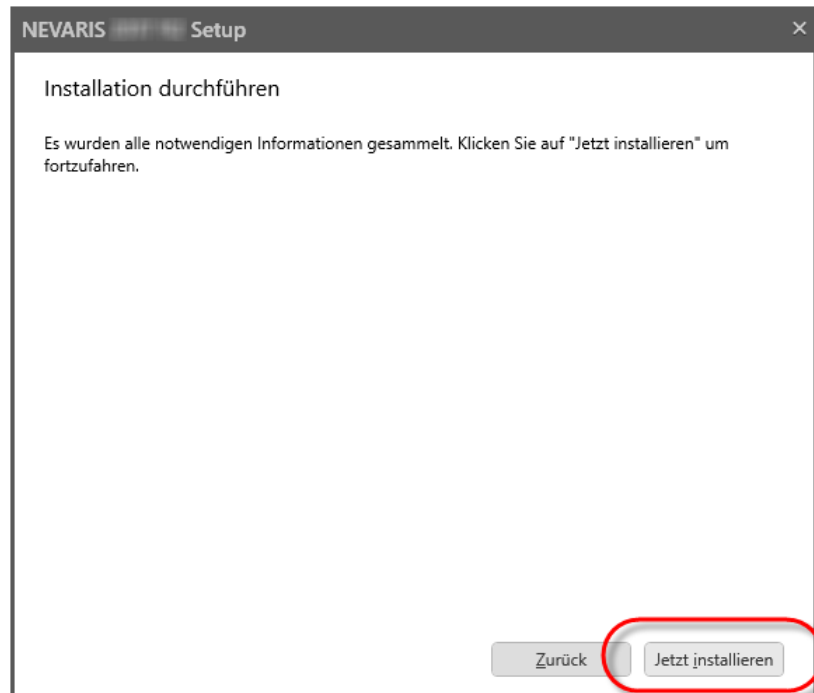 NEVARIS Setup
Installation durchführen
Es wurden alle notwendigen Informationen gesammelt. Klicken Sie auf "Jetzt installieren" um
fortzufahren.
Zurück
Jetzt installieren